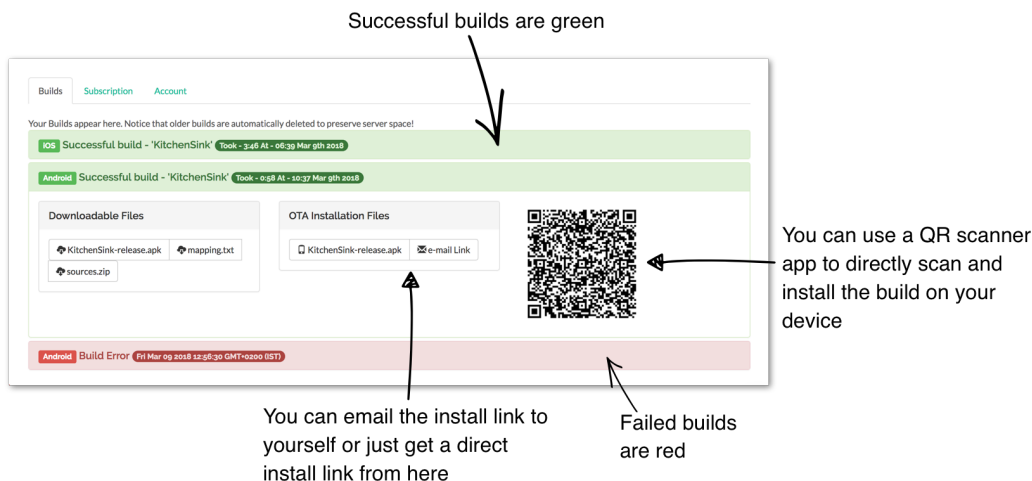 Successful builds are green
Builds Subscription Account
Your Builds appear here. Notice that older builds are automatically deleted to preserve server space!
iOS Successful build - 'KitchenSink' Took - 3:46 At - 06:39 Mar 9th 2018
Android Successful build - 'KitchenSink' Took - 0:58 At - 10:37 Mar 9th 2018
Downloadable Files
KitchenSink-release.apk mapping.txt
sources.zip
OTA Installation Files
KitchenSink-release.apk e-mail Link
You can use a QR scanner
app to directly scan and
install the build on your
device
Android Build Error Fri Mar 09 2018 12:56:30 GMT+0200 (IST)
You can email the install link to
yourself or just get a direct
install link from here
Failed builds
are red